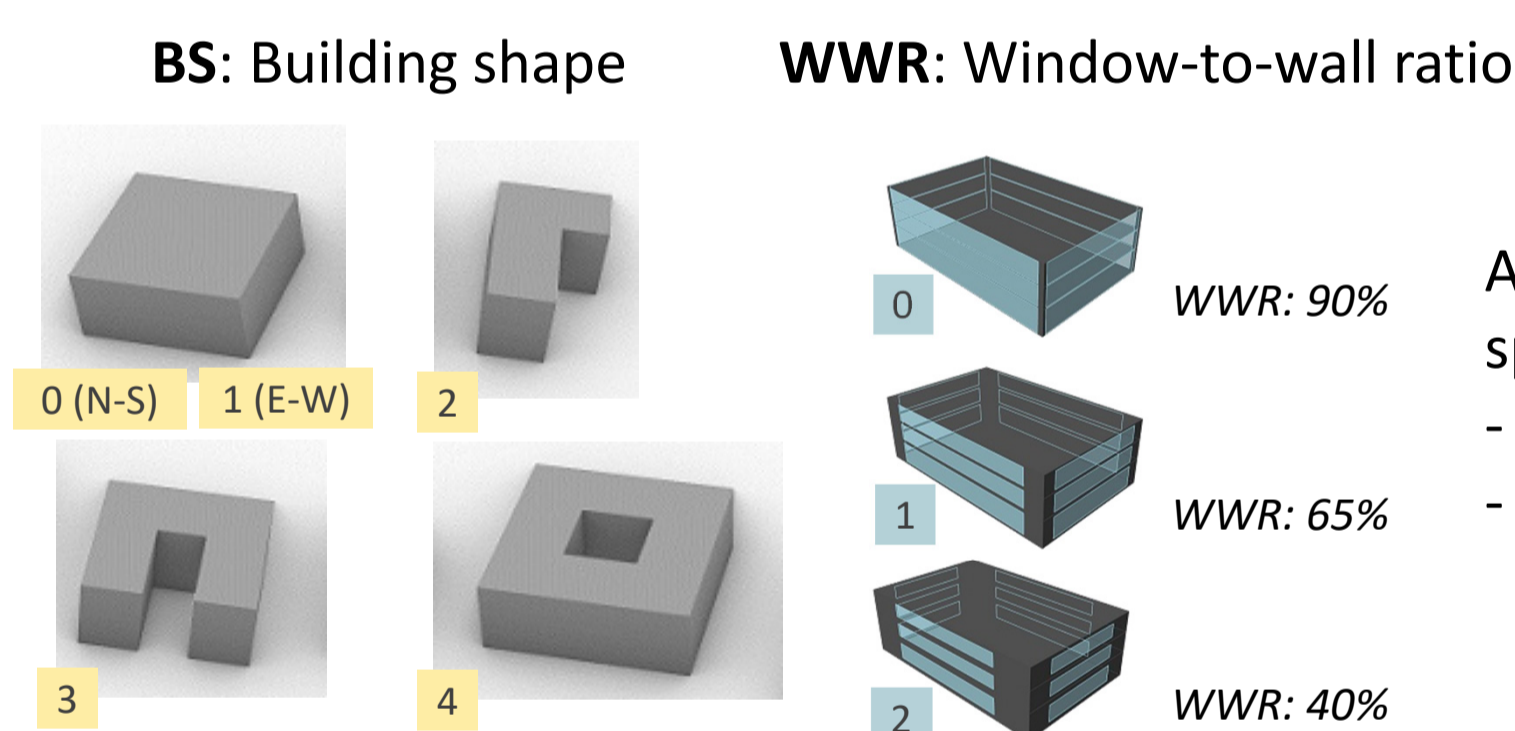 BS: Building shape
0 (N-S)
1 (E-W)
2
3
4
WWR: Window-to-wall ratio
0
WWR: 90%
1
WWR: 65%
2
WWR: 40%
-
-